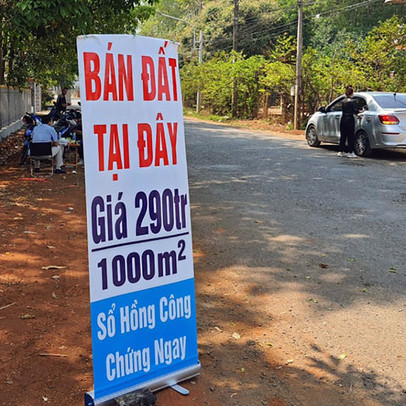 BÁN ĐẤT
TẠI ĐÂY
Giá 290tr
1000m²
Sổ Hồng Công
Chứng Ngay